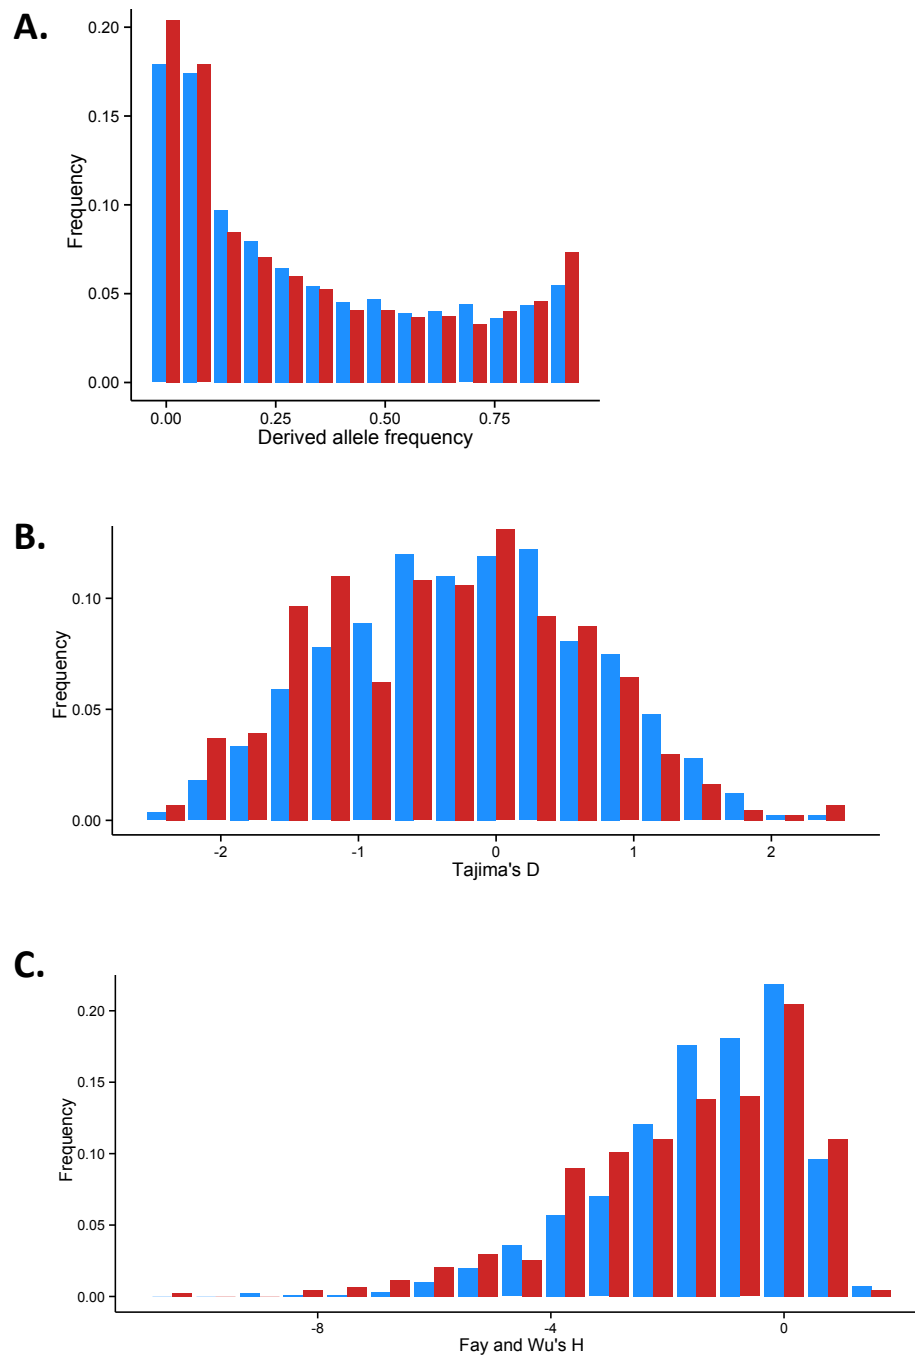 A.
0.20
0.15
0.10
0.05
0.00
Frequency
0.00 0.25 0.50 0.75
Derived allele frequency
B.
0.10
0.05
0.00
Frequency
-2 -1 0 1 2
Tajima's D
C.
0.20
0.15
0.10
0.05
0.00
Frequency
-8 -4 0
Fay and Wu's H